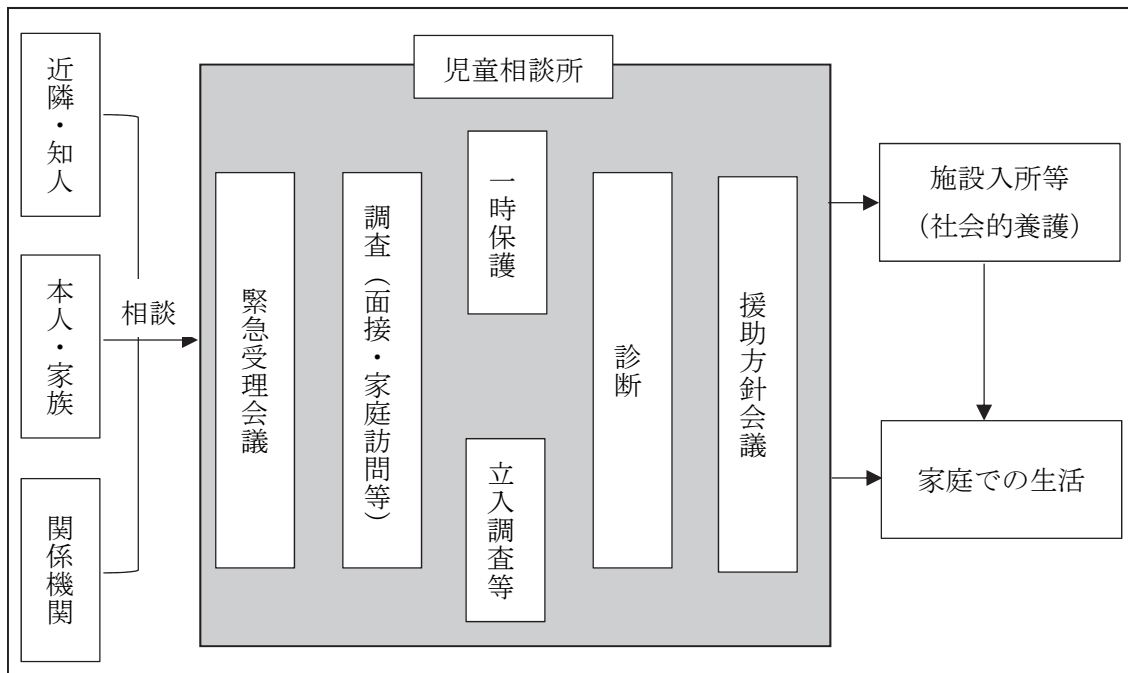 近隣・知人
本人・家族
関係機関
相談
児童相談所
緊急受理会議
調査（面接・家庭訪問等）
一時保護
立入調査等
診断
援助方針会議
施設入所等
（社会的養護）
家庭での生活